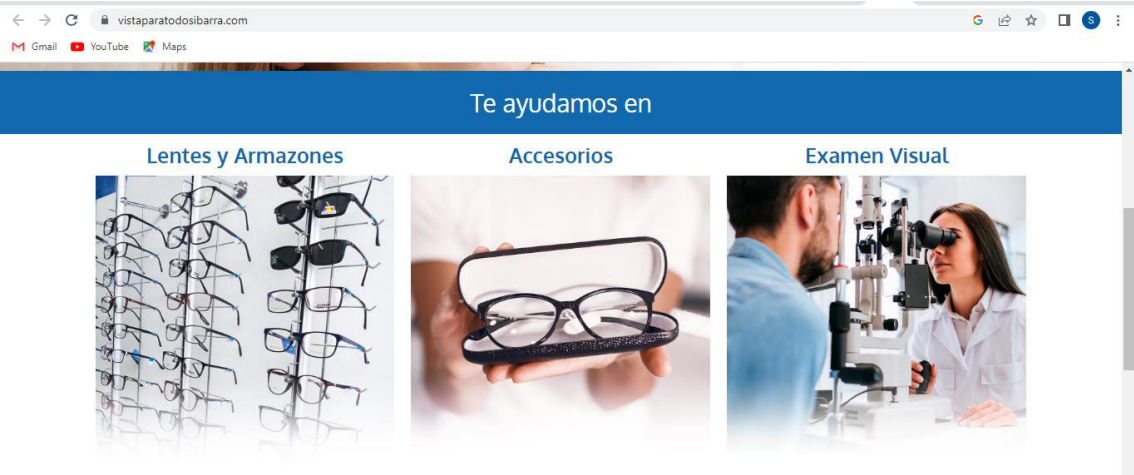 vistaparatodosibarra.com
Gmail YouTube Maps
Te ayudamos en
Lentes y Armazones Accesorios Examen Visual